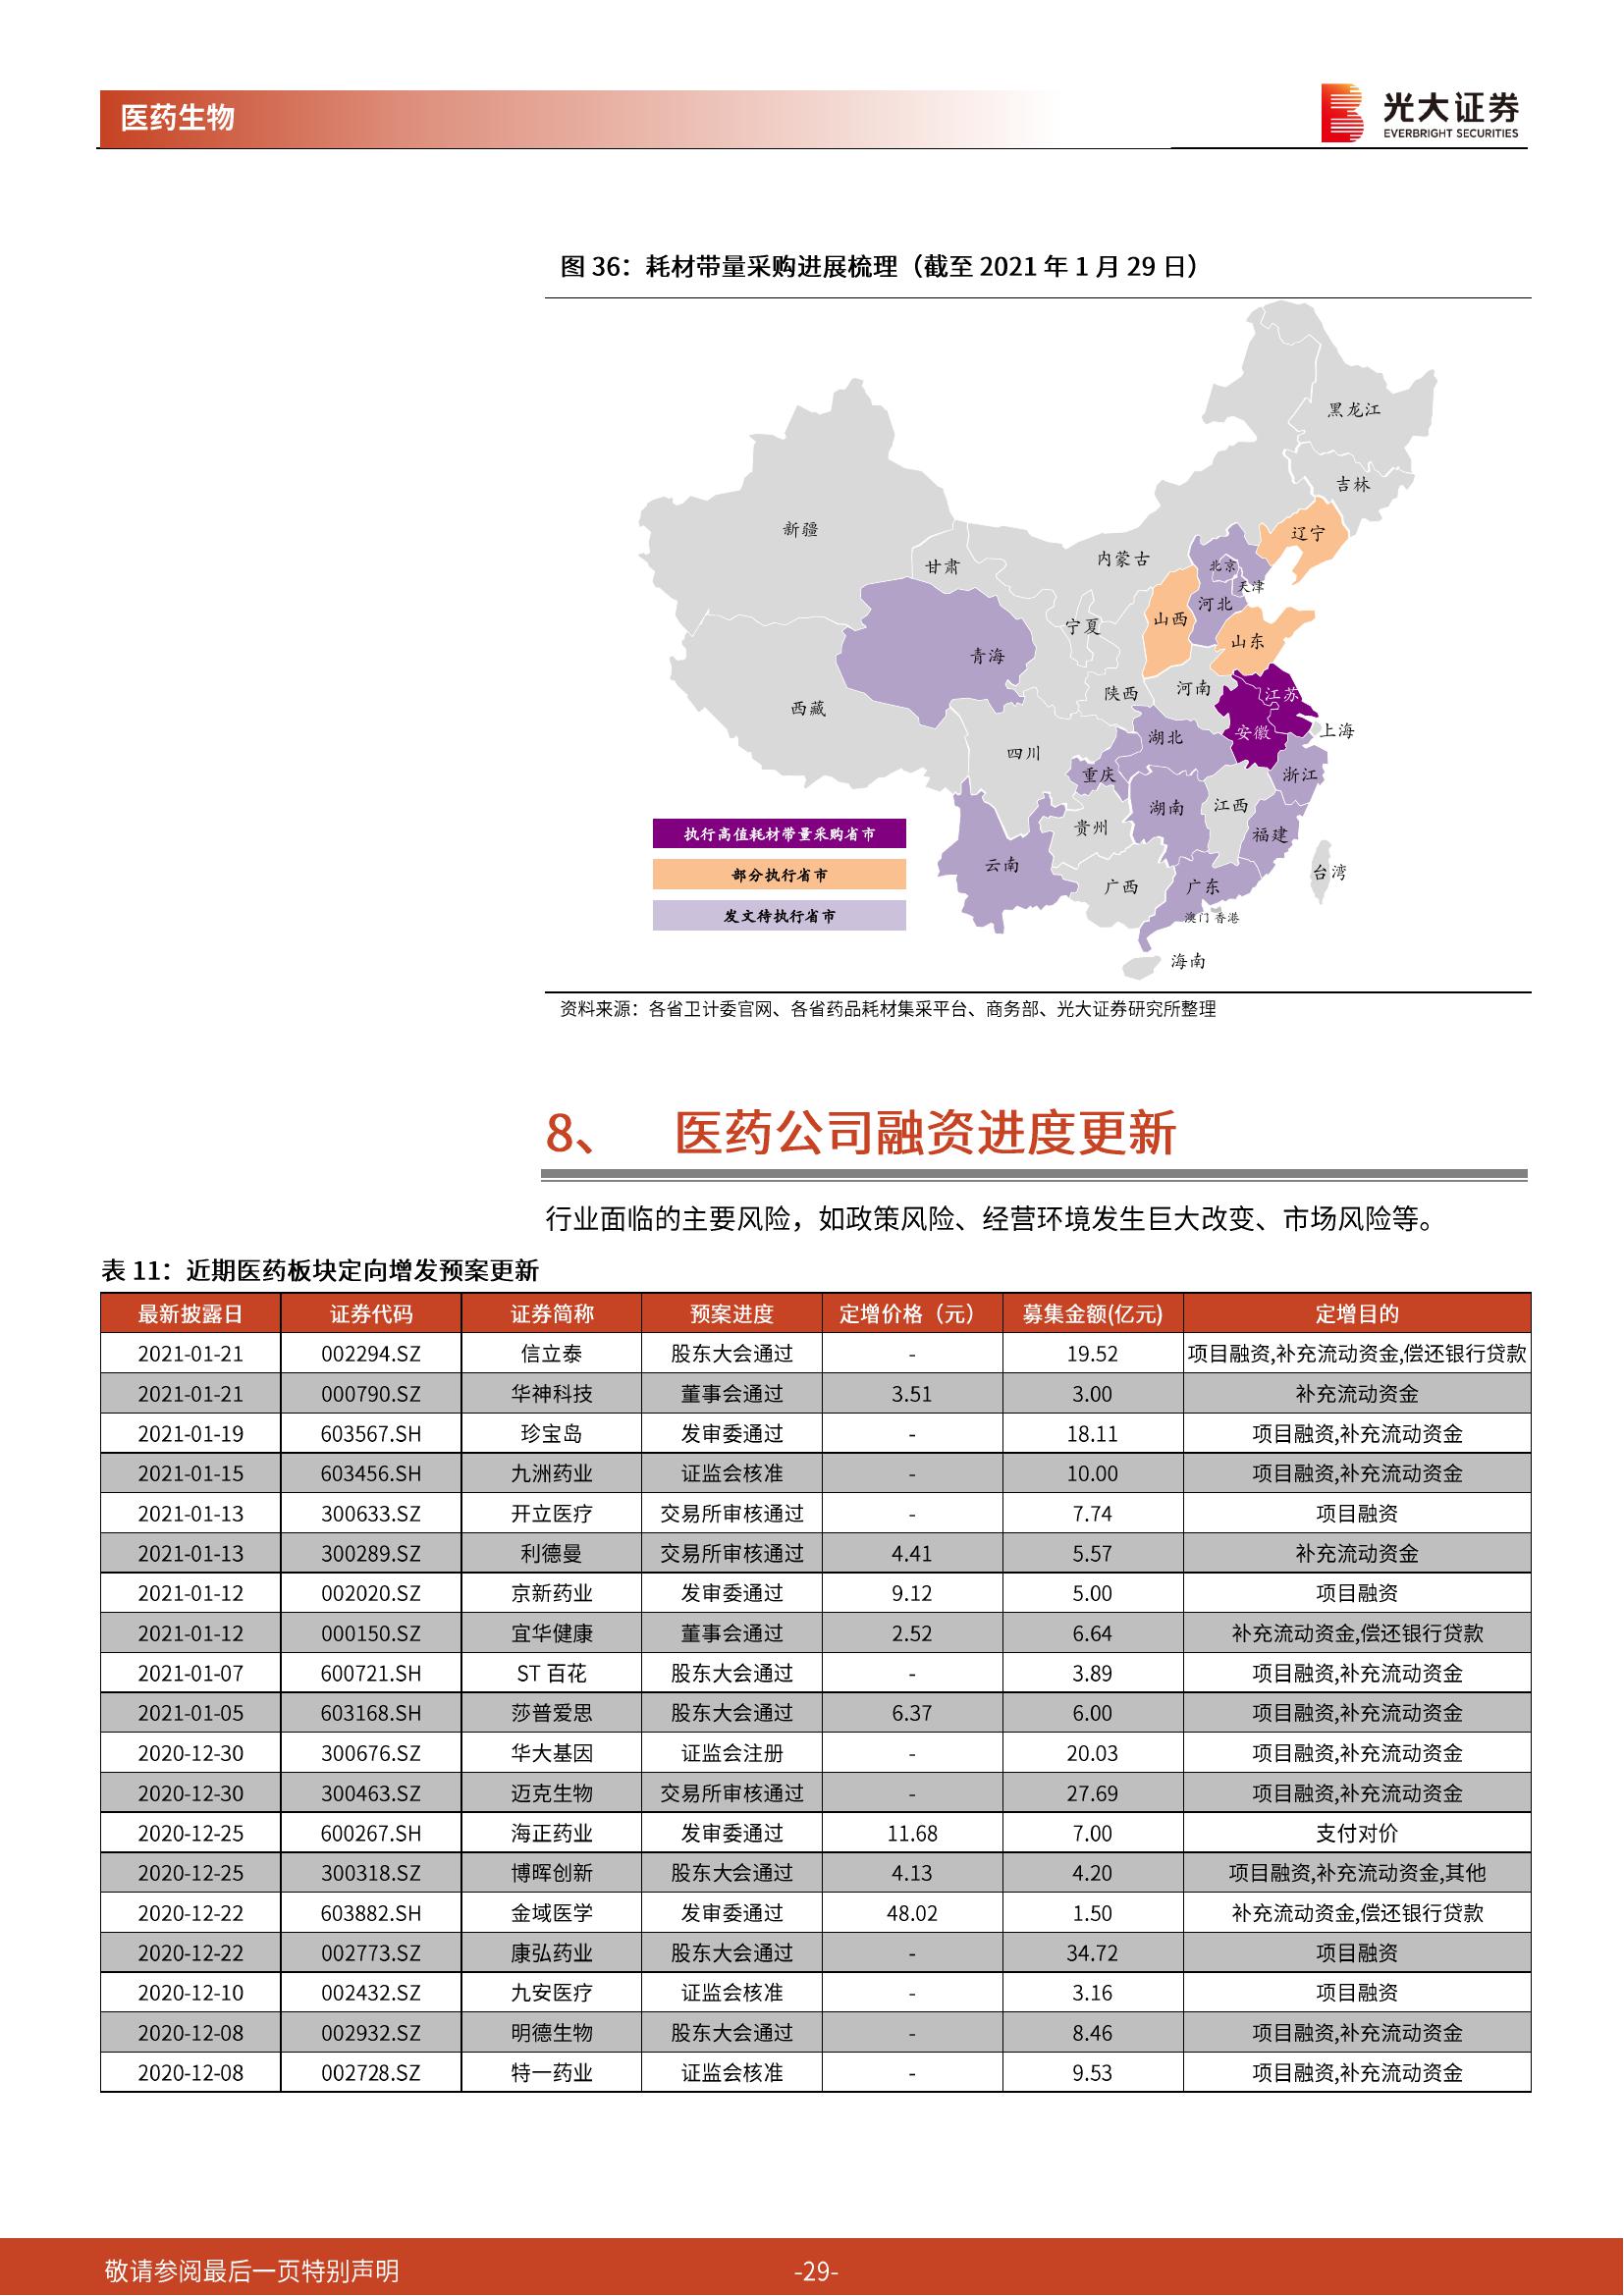 医药生物
光大证券
EVERBRIGHT SECURITIES
图 36：耗材带量采购进展梳理（截至 2021 年 1 月 29 日）
黑龙江
吉林
辽宁
新疆
内蒙古
甘肃
北京
天津
河北
宁夏
山西
山东
青海
陕西
河南
江苏
西藏
安徽
上海
湖北
四川
重庆
浙江
湖南
江西
贵州
福建
云南
广西
广东
台湾
澳门 香港
海南
执行高值耗材带量采购省市
部分执行省市
发文待执行省市
资料来源：各省卫计委官网、各省药品耗材集采平台、商务部、光大证券研究所整理
8、 医药公司融资进度更新
行业面临的主要风险，如政策风险、经营环境发生巨大改变、市场风险等。
表 11：近期医药板块定向增发预案更新
最新披露日 证券代码 证券简称 预案进度 定增价格（元） 募集金额(亿元) 定增目的
2021-01-21 002294.SZ 信立泰 股东大会通过 - 19.52 项目融资,补充流动资金,偿还银行贷款
2021-01-21 000790.SZ 华神科技 董事会通过 3.51 3.00 补充流动资金
2021-01-19 603567.SH 珍宝岛 发审委通过 - 18.11 项目融资,补充流动资金
2021-01-15 603456.SH 九洲药业 证监会核准 - 10.00 项目融资,补充流动资金
2021-01-13 300633.SZ 开立医疗 交易所审核通过 - 7.74 项目融资
2021-01-13 300289.SZ 利德曼 交易所审核通过 4.41 5.57 补充流动资金
2021-01-12 002020.SZ 京新药业 发审委通过 9.12 5.00 项目融资
2021-01-12 000150.SZ 宜华健康 董事会通过 2.52 6.64 补充流动资金,偿还银行贷款
2021-01-07 600721.SH ST 百花 股东大会通过 - 3.89 项目融资,补充流动资金
2021-01-05 603168.SH 莎普爱思 股东大会通过 6.37 6.00 项目融资,补充流动资金
2020-12-30 300676.SZ 华大基因 证监会注册 - 20.03 项目融资,补充流动资金
2020-12-30 300463.SZ 迈克生物 交易所审核通过 - 27.69 项目融资,补充流动资金
2020-12-25 600267.SH 海正药业 发审委通过 11.68 7.00 支付对价
2020-12-25 300318.SZ 博晖创新 股东大会通过 4.13 4.20 项目融资,补充流动资金,其他
2020-12-22 603882.SH 金域医学 发审委通过 48.02 1.50 补充流动资金,偿还银行贷款
2020-12-22 002773.SZ 康弘药业 股东大会通过 - 34.72 项目融资
2020-12-10 002432.SZ 九安医疗 证监会核准 - 3.16 项目融资
2020-12-08 002932.SZ 明德生物 股东大会通过 - 8.46 项目融资,补充流动资金
2020-12-08 002728.SZ 特一药业 证监会核准 - 9.53 项目融资,补充流动资金
敬请参阅最后一页特别声明 -29-